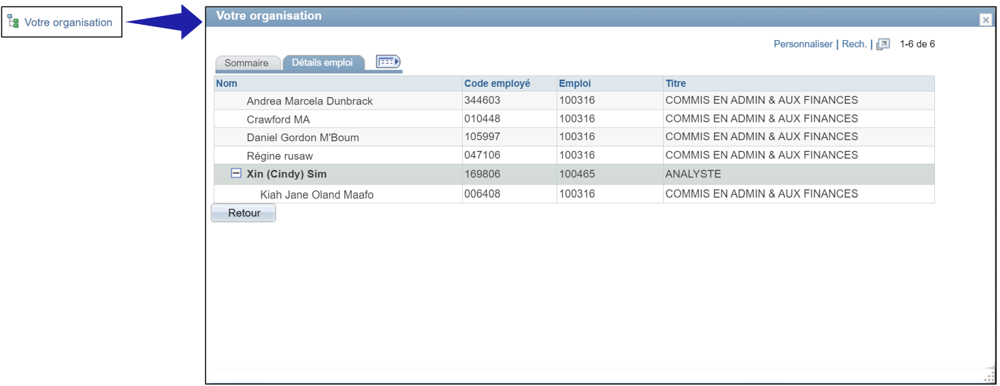 Votre organisation
Votre organisation
Personnaliser | Rech. | 1-6 de 6
Sommaire Détails emploi
Nom Code employé Emploi Titre
Andrea Marcela Dunbrack 344603 100316 COMMIS EN ADMIN & AUX FINANCES
Crawford MA 010448 100316 COMMIS EN ADMIN & AUX FINANCES
Daniel Gordon M'Boum 105997 100316 COMMIS EN ADMIN & AUX FINANCES
Régine rusaw 047106 100316 COMMIS EN ADMIN & AUX FINANCES
Xin (Cindy) Sim 169806 100465 ANALYSTE
Kiah Jane Oland Maafo 006408 100316 COMMIS EN ADMIN & AUX FINANCES
Retour